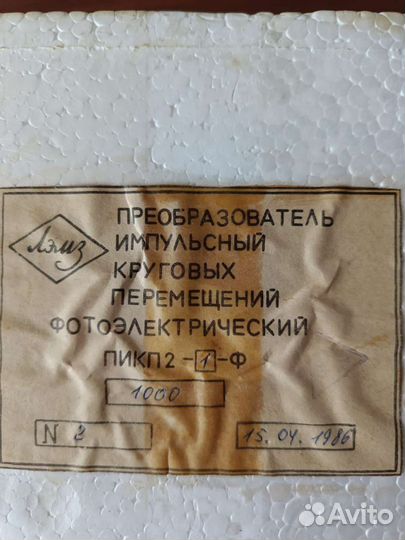 Лэмз
ПРЕОБРАЗОВАТЕЛЬ
ИМПУЛЬСНЫЙ
КРУГОВЫХ
ПЕРЕМЕЩЕНИЙ
ФОТОЭЛЕКТРИЧЕСКИЙ
ПИКП2-1-Ф
1000
N 2 15.04.1986
Avito